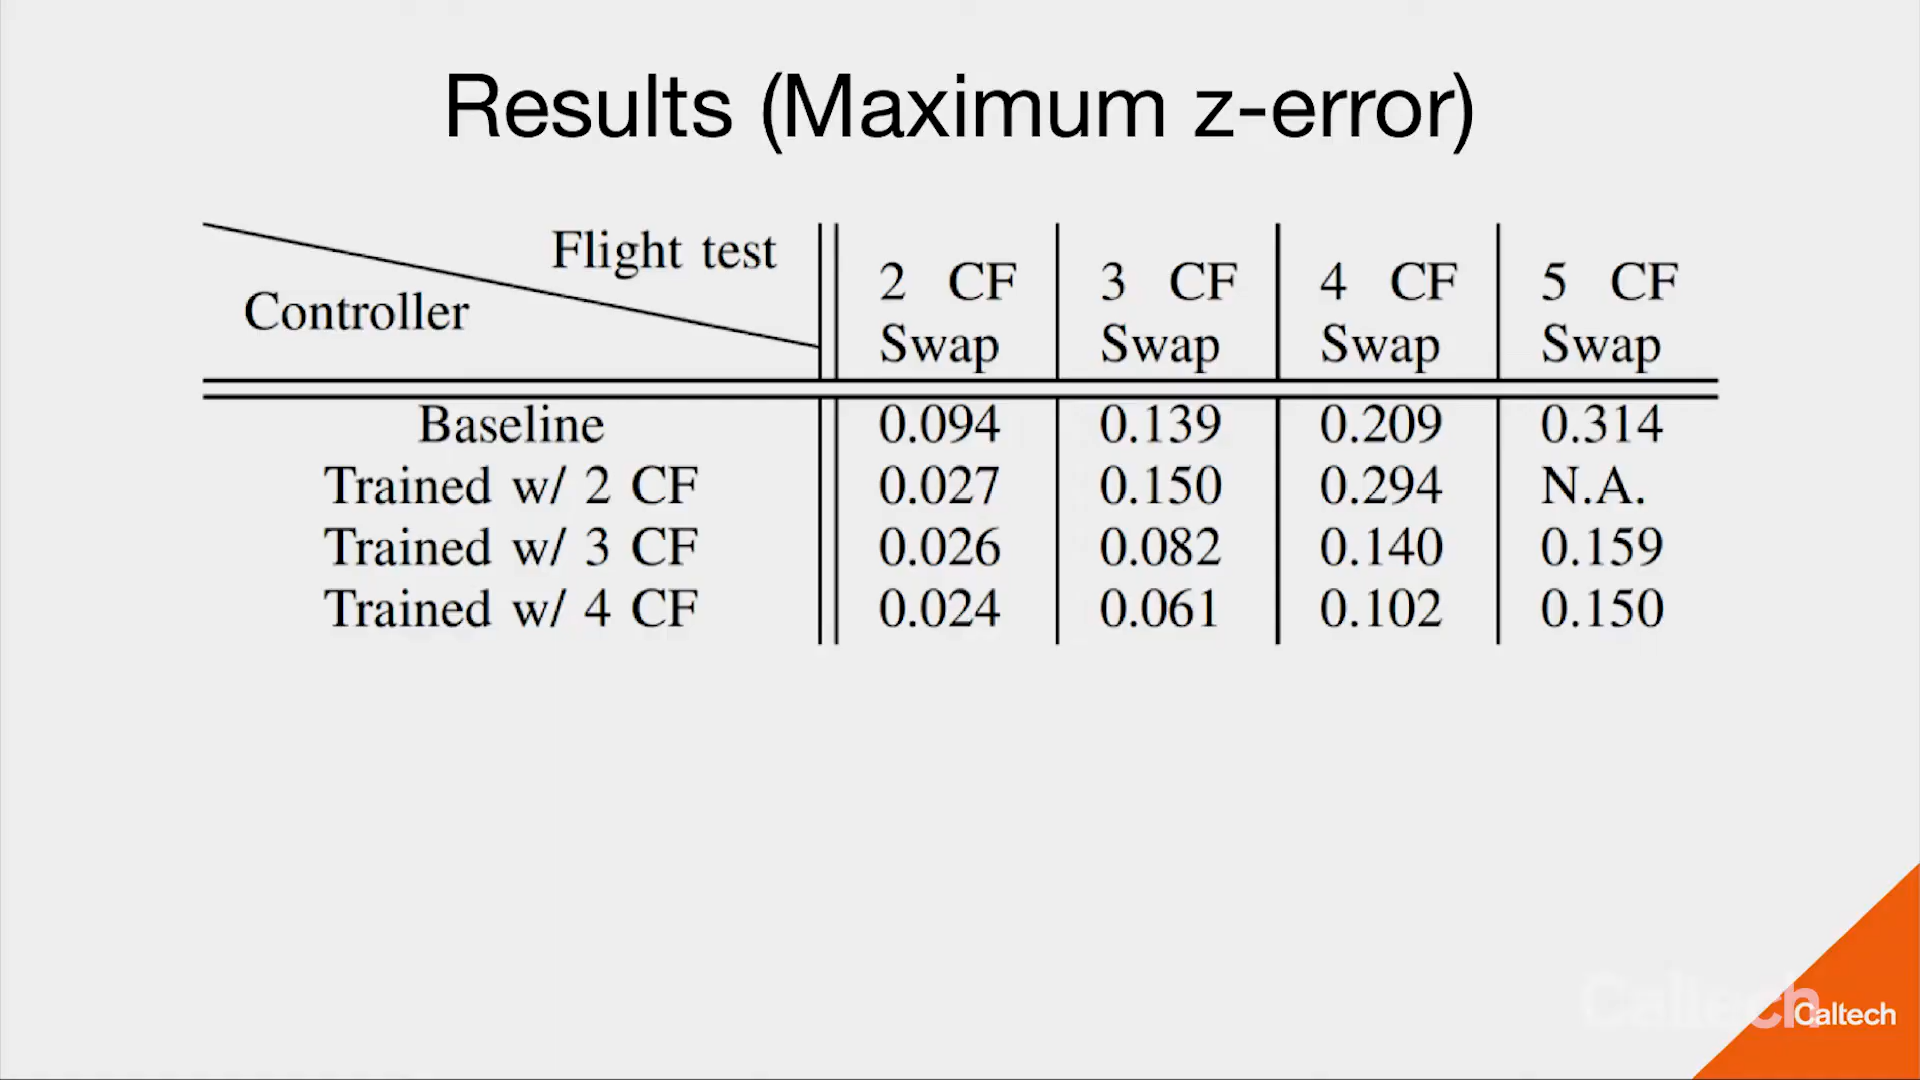 Results (Maximum z-error)
Flight test
Controller
2 CF Swap
3 CF Swap
4 CF Swap
5 CF Swap
Baseline 0.094 0.139 0.209 0.314
Trained w/ 2 CF 0.027 0.150 0.294 N.A.
Trained w/ 3 CF 0.026 0.082 0.140 0.159
Trained w/ 4 CF 0.024 0.061 0.102 0.150
Caltech
Caltech